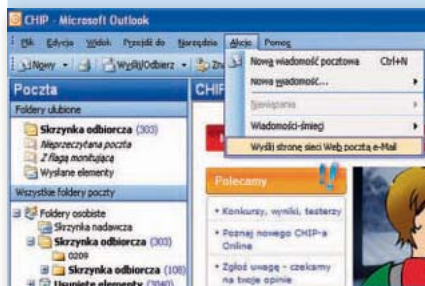 CHIP - Microsoft Outlook
Plik Edycja Widok Przejdź do Narzędzia Akcje Pomoc
Nowy Wyślij/Odbierz
Nowa wiadomość pocztowa Ctrl+N
Nowa wiadomość...
Nawiązania
Wiadomości-śmieci
Wyślij stronę sieci Web pocztą e-Mail
Poczta
Foldery ulubione
Skrzynka odbiorcza (303)
Nieprzeczytana poczta
Z flagą monitującą
Wysłane elementy
Wszystkie foldery poczty
Foldery osobiste
Skrzynka nadawcza
Skrzynka odbiorcza (303)
0209
Skrzynka odbiorcza (108)
Usunięte elementy (3040)
CHIP
Polecamy
Konkursy, wyniki, testerzy
Poznaj nowego CHIP-a
Online
Zgłoś uwagę - czekamy
na twoje opinie